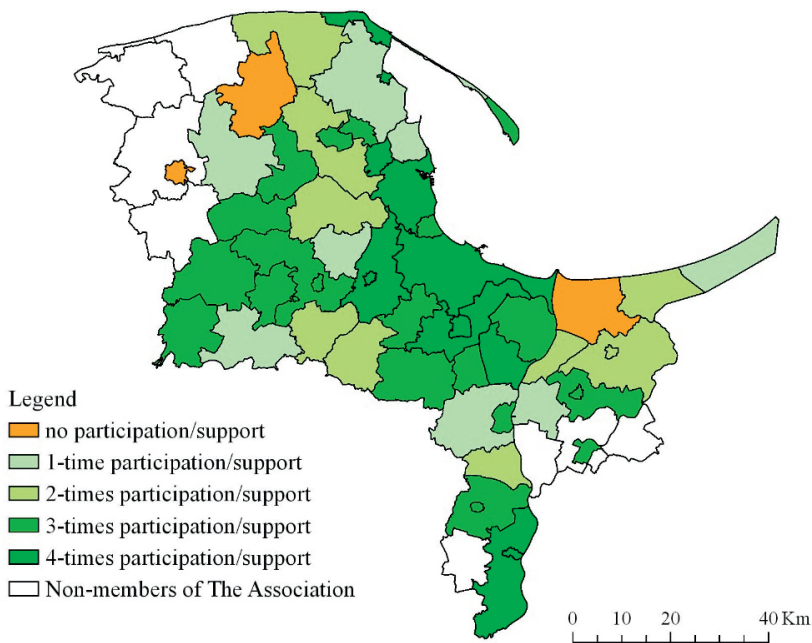 Legend
no participation/support
1-time participation/support
2-times participation/support
3-times participation/support
4-times participation/support
Non-members of The Association
0 10 20 40 Km